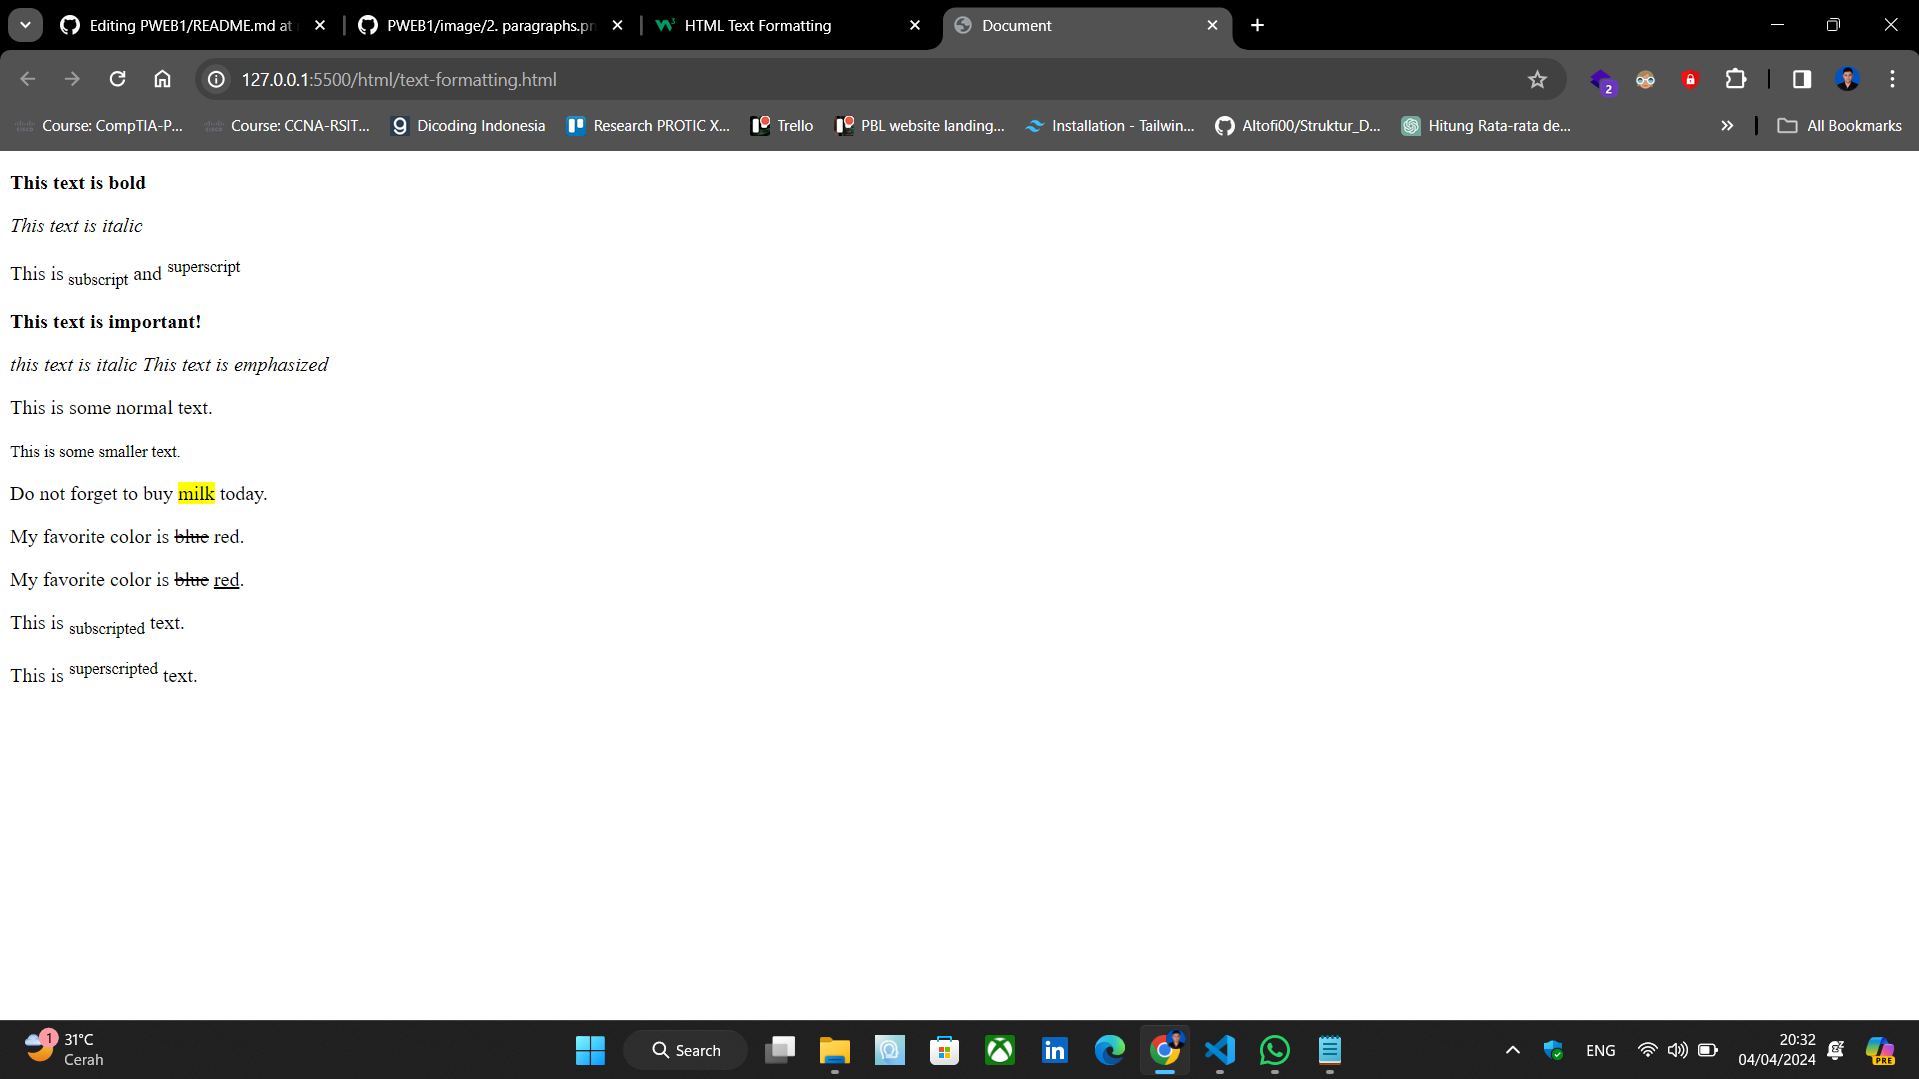 Editing PWEB1/README.md at
PWEB1/image/2. paragraphs.pn
HTML Text Formatting
Document
127.0.0.1:5500/html/text-formatting.html
2
Course: CompTIA-P...
Course: CCNA-RSIT...
Dicoding Indonesia
Research PROTIC X...
Trello
PBL website landing...
Installation - Tailwin...
Altofi00/Struktur_D...
Hitung Rata-rata de...
All Bookmarks
This text is bold
This text is italic
This is subscript and superscript
This text is important!
this text is italic This text is emphasized
This is some normal text.
This is some smaller text.
Do not forget to buy milk today.
My favorite color is blue red.
My favorite color is blue red.
This is subscripted text.
This is superscripted text.
1
31°C
Cerah
Search
ENG
20:32
04/04/2024
PRE